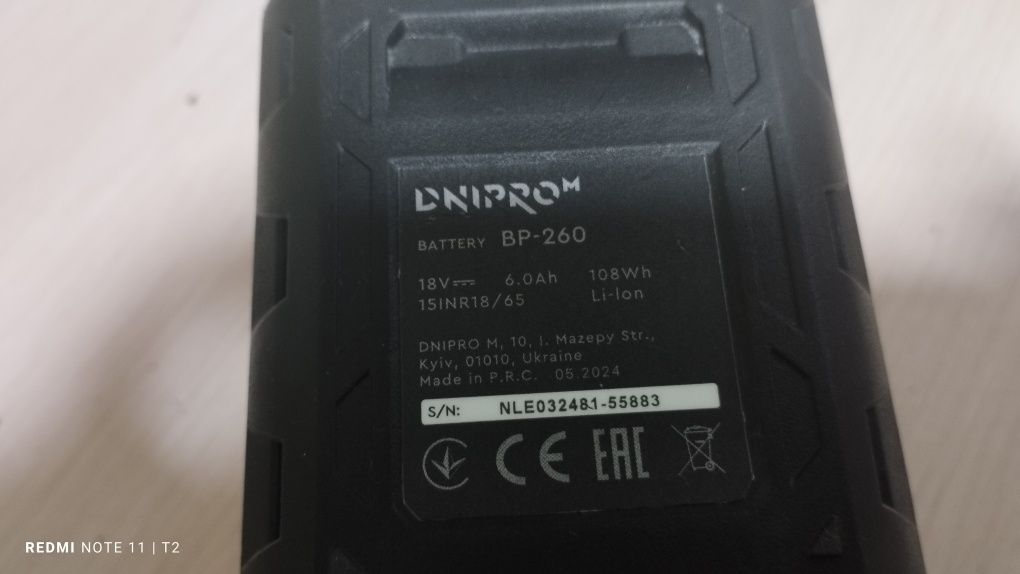 DNIPROM
BATTERY BP-260
18V 6.0Ah 108Wh
15INR18/65 Li-Ion
DNIPRO M, 10, I. Mazepy Str.,
Kyiv, 01010, Ukraine
Made in P.R.C. 05.2024
S/N: NLE032481-55883
CE EAC
REDMI NOTE 11 | T2